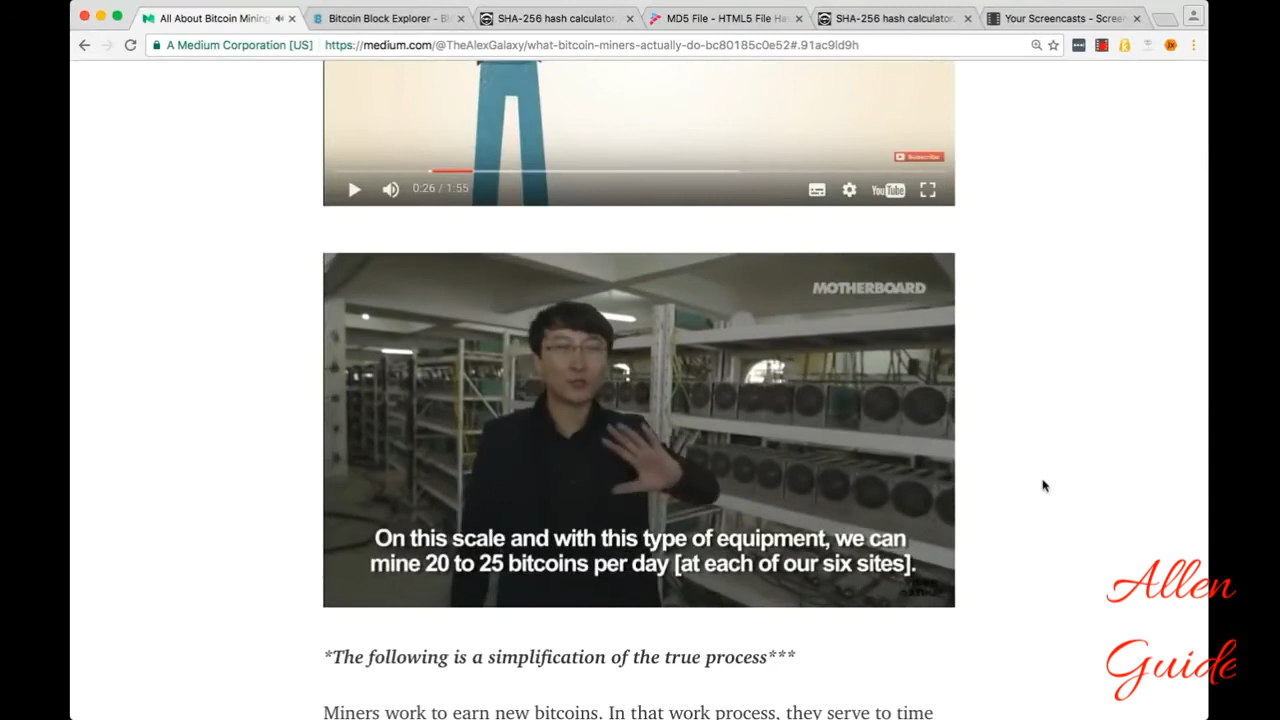 All About Bitcoin Mining
Bitcoin Block Explorer - Bl
SHA-256 hash calculator.
MD5 File - HTML5 File Ha
SHA-256 hash calculator.
Your Screencasts - Scree
A Medium Corporation [US]
https://medium.com/@TheAlexGalaxy/what-bitcoin-miners-actually-do-bc80185c0e52#.91ac9ld9h
Subscribe
0:26 / 1:55
YouTube
MOTHERBOARD
On this scale and with this type of equipment, we can
mine 20 to 25 bitcoins per day [at each of our six sites].
Allen
Guide
*The following is a simplification of the true process***
Miners work to earn new bitcoins. In that work process, they serve to time